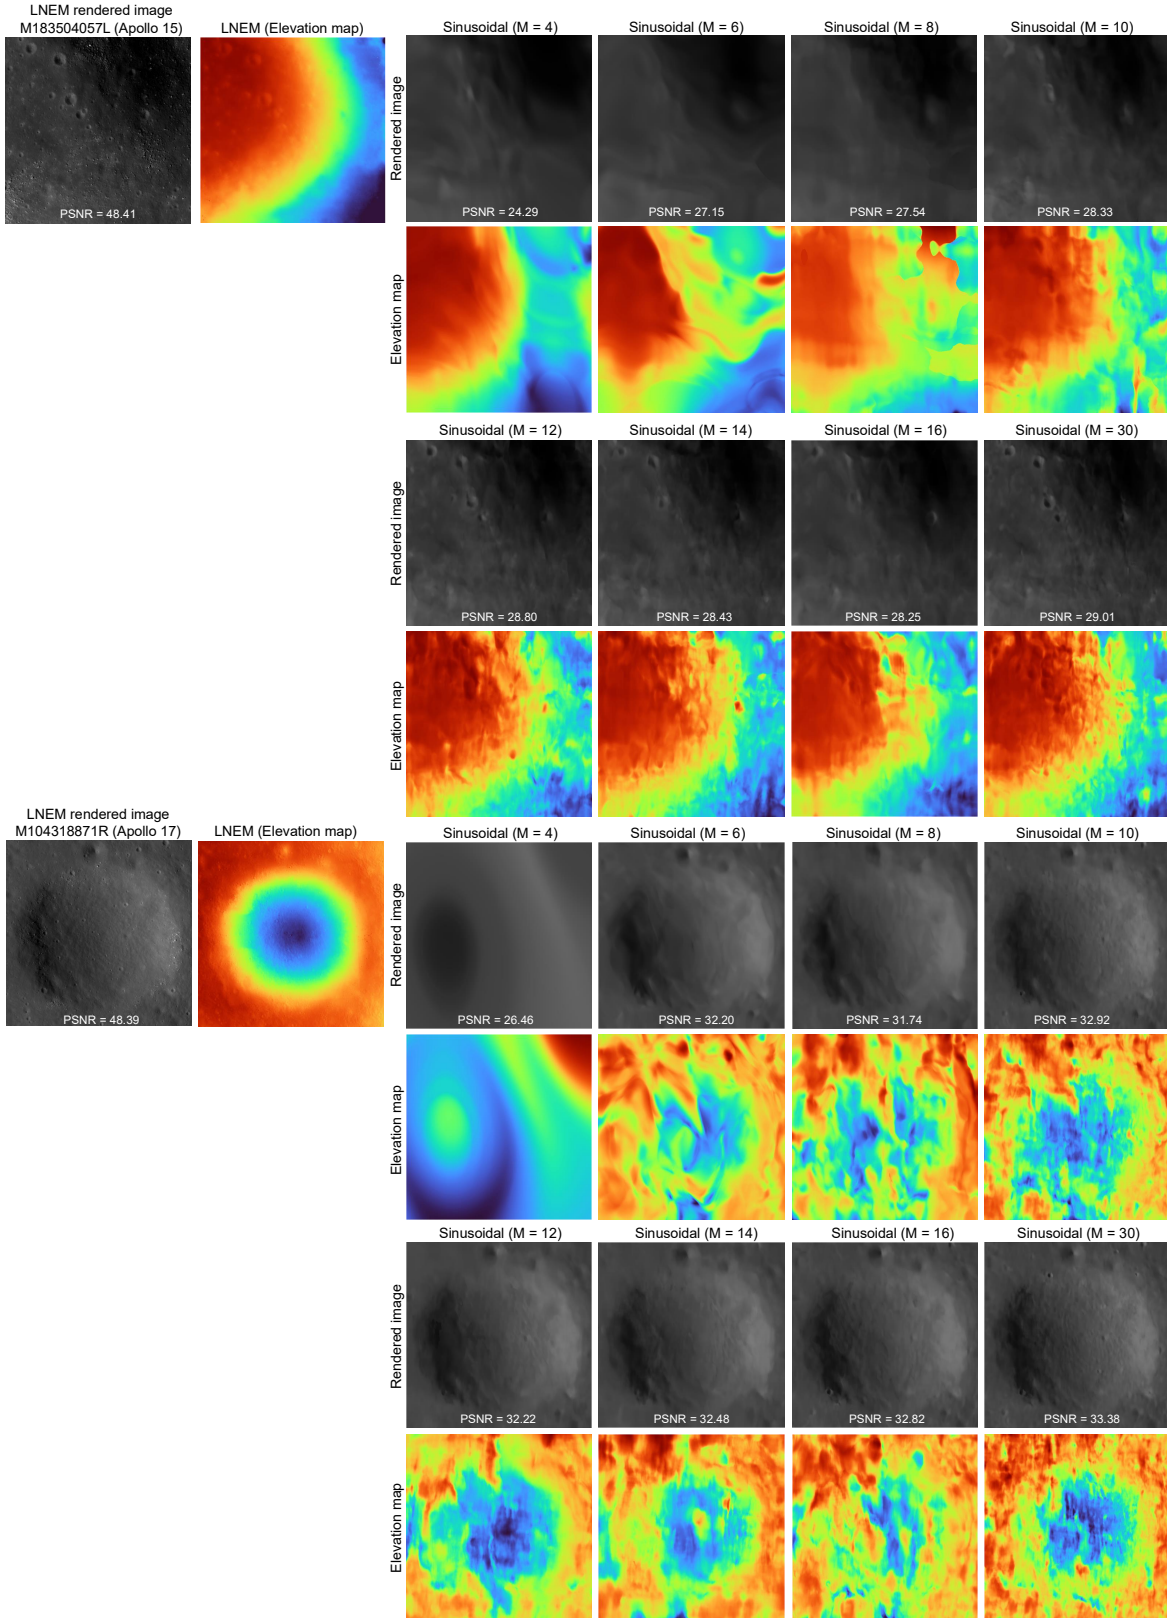 LNEM rendered image
M183504057L (Apollo 15)
LNEM (Elevation map)
Sinusoidal (M = 4)
Sinusoidal (M = 6)
Sinusoidal (M = 8)
Sinusoidal (M = 10)
Rendered image
PSNR = 48.41
PSNR = 24.29
PSNR = 27.15
PSNR = 27.54
PSNR = 28.33
Elevation map
Sinusoidal (M = 12)
Sinusoidal (M = 14)
Sinusoidal (M = 16)
Sinusoidal (M = 30)
Rendered image
PSNR = 28.80
PSNR = 28.43
PSNR = 28.25
PSNR = 29.01
Elevation map
LNEM rendered image
M104318871R (Apollo 17)
LNEM (Elevation map)
Sinusoidal (M = 4)
Sinusoidal (M = 6)
Sinusoidal (M = 8)
Sinusoidal (M = 10)
Rendered image
PSNR = 48.39
PSNR = 26.46
PSNR = 32.20
PSNR = 31.74
PSNR = 32.92
Elevation map
Sinusoidal (M = 12)
Sinusoidal (M = 14)
Sinusoidal (M = 16)
Sinusoidal (M = 30)
Rendered image
PSNR = 32.22
PSNR = 32.48
PSNR = 32.82
PSNR = 33.38
Elevation map